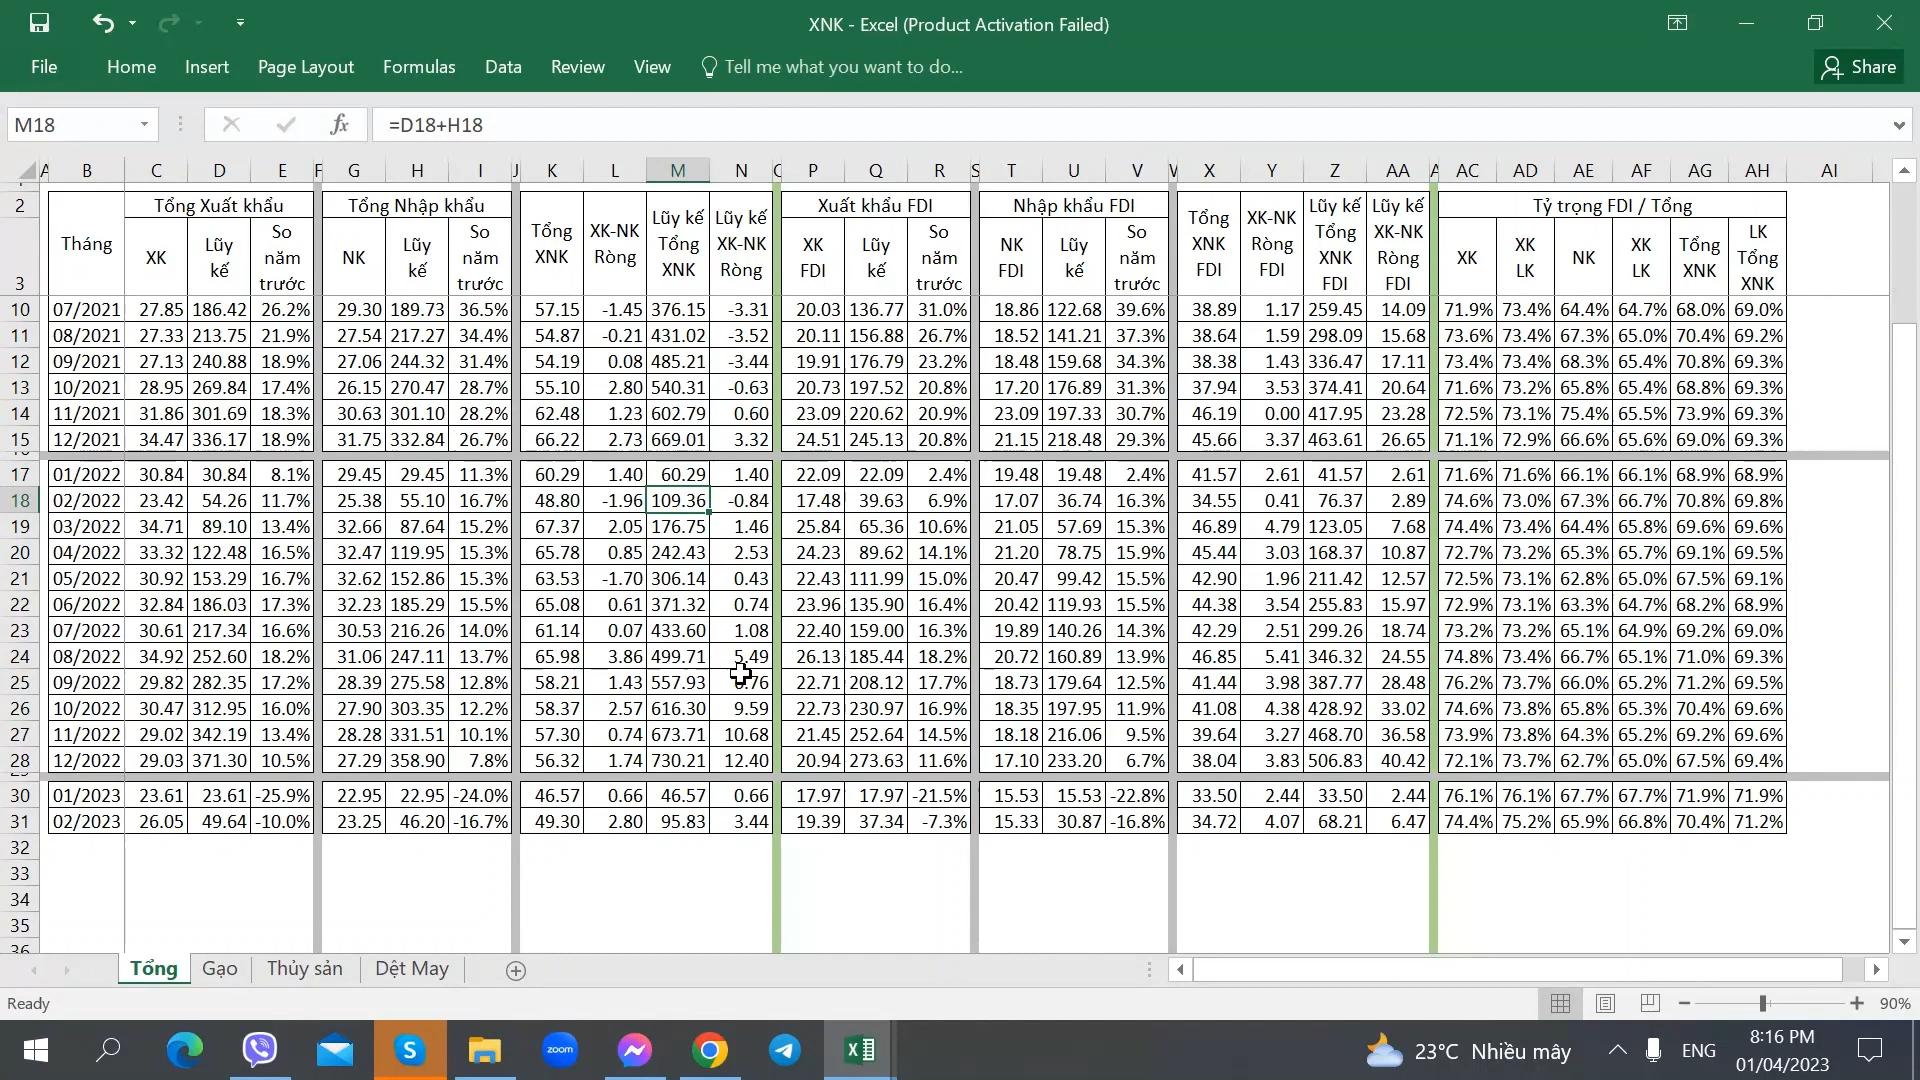 XNK - Excel (Product Activation Failed)
File Home Insert Page Layout Formulas Data Review View Tell me what you want to do... Share
M18 fx =D18+H18
A B C D E F G H I J K L M N P Q R S T U V W X Y Z AA AC AD AE AF AG AH AI
2 Tháng Tổng Xuất khẩu Tổng Nhập khẩu Tổng XNK XK-NK Ròng Lũy kế Tổng XNK Lũy kế XK-NK Ròng Xuất khẩu FDI Nhập khẩu FDI Tổng XNK FDI XK-NK Ròng FDI Lũy kế Tổng XNK FDI Lũy kế XK-NK Ròng FDI Tỷ trọng FDI / Tổng
3 XK Lũy kế So năm trước NK Lũy kế So năm trước XK FDI Lũy kế So năm trước NK FDI Lũy kế So năm trước XK XK LK NK XK LK Tổng XNK LK Tổng XNK
10 07/2021 27.85 186.42 26.2% 29.30 189.73 36.5% 57.15 -1.45 376.15 -3.31 20.03 136.77 31.0% 18.86 122.68 39.6% 38.89 1.17 259.45 14.09 71.9% 73.4% 64.4% 64.7% 68.0% 69.0%
11 08/2021 27.33 213.75 21.9% 27.54 217.27 34.4% 54.87 -0.21 431.02 -3.52 20.11 156.88 26.7% 18.52 141.21 37.3% 38.64 1.59 298.09 15.68 73.6% 73.4% 67.3% 65.0% 70.4% 69.2%
12 09/2021 27.13 240.88 18.9% 27.06 244.32 31.4% 54.19 0.08 485.21 -3.44 19.91 176.79 23.2% 18.48 159.68 34.3% 38.38 1.43 336.47 17.11 73.4% 73.4% 68.3% 65.4% 70.8% 69.3%
13 10/2021 28.95 269.84 17.4% 26.15 270.47 28.7% 55.10 2.80 540.31 -0.63 20.73 197.52 20.8% 17.20 176.89 31.3% 37.94 3.53 374.41 20.64 71.6% 73.2% 65.8% 65.4% 68.8% 69.3%
14 11/2021 31.86 301.69 18.3% 30.63 301.10 28.2% 62.48 1.23 602.79 0.60 23.09 220.62 20.9% 23.09 197.33 30.7% 46.19 0.00 417.95 23.28 72.5% 73.1% 75.4% 65.5% 73.9% 69.3%
15 12/2021 34.47 336.17 18.9% 31.75 332.84 26.7% 66.22 2.73 669.01 3.32 24.51 245.13 20.8% 21.15 218.48 29.3% 45.66 3.37 463.61 26.65 71.1% 72.9% 66.6% 65.6% 69.0% 69.3%
17 01/2022 30.84 30.84 8.1% 29.45 29.45 11.3% 60.29 1.40 60.29 1.40 22.09 22.09 2.4% 19.48 19.48 2.4% 41.57 2.61 41.57 2.61 71.6% 71.6% 66.1% 66.1% 68.9% 68.9%
18 02/2022 23.42 54.26 11.7% 25.38 55.10 16.7% 48.80 -1.96 109.36 -0.84 17.48 39.63 6.9% 17.07 36.74 16.3% 34.55 0.41 76.37 2.89 74.6% 73.0% 67.3% 66.7% 70.8% 69.8%
19 03/2022 34.71 89.10 13.4% 32.66 87.64 15.2% 67.37 2.05 176.75 1.46 25.84 65.36 10.6% 21.05 57.69 15.3% 46.89 4.79 123.05 7.68 74.4% 73.4% 64.4% 65.8% 69.6% 69.6%
20 04/2022 33.32 122.48 16.5% 32.47 119.95 15.3% 65.78 0.85 242.43 2.53 24.23 89.62 14.1% 21.20 78.75 15.9% 45.44 3.03 168.37 10.87 72.7% 73.2% 65.3% 65.7% 69.1% 69.5%
21 05/2022 30.92 153.29 16.7% 32.62 152.86 15.3% 63.53 -1.70 306.14 0.43 22.43 111.99 15.0% 20.47 99.42 15.5% 42.90 1.96 211.42 12.57 72.5% 73.1% 62.8% 65.0% 67.5% 69.1%
22 06/2022 32.84 186.03 17.3% 32.23 185.29 15.5% 65.08 0.61 371.32 0.74 23.96 135.90 16.4% 20.42 119.93 15.5% 44.38 3.54 255.83 15.97 72.9% 73.1% 63.3% 64.7% 68.2% 68.9%
23 07/2022 30.61 217.34 16.6% 30.53 216.26 14.0% 61.14 0.07 433.60 1.08 22.40 159.00 16.3% 19.89 140.26 14.3% 42.29 2.51 299.26 18.74 73.2% 73.2% 65.1% 64.9% 69.2% 69.0%
24 08/2022 34.92 252.60 18.2% 31.06 247.11 13.7% 65.98 3.86 499.71 5.49 26.13 185.44 18.2% 20.72 160.89 13.9% 46.85 5.41 346.32 24.55 74.8% 73.4% 66.7% 65.1% 71.0% 69.3%
25 09/2022 29.82 282.35 17.2% 28.39 275.58 12.8% 58.21 1.43 557.93 22.71 208.12 17.7% 18.73 179.64 12.5% 41.44 3.98 387.77 28.48 76.2% 73.7% 66.0% 65.2% 71.2% 69.5%
26 10/2022 30.47 312.95 16.0% 27.90 303.35 12.2% 58.37 2.57 616.30 9.59 22.73 230.97 16.9% 18.35 197.95 11.9% 41.08 4.38 428.92 33.02 74.6% 73.8% 65.8% 65.3% 70.4% 69.6%
27 11/2022 29.02 342.19 13.4% 28.28 331.51 10.1% 57.30 0.74 673.71 10.68 21.45 252.64 14.5% 18.18 216.06 9.5% 39.64 3.27 468.70 36.58 73.9% 73.8% 64.3% 65.2% 69.2% 69.6%
28 12/2022 29.03 371.30 10.5% 27.29 358.90 7.8% 56.32 1.74 730.21 12.40 20.94 273.63 11.6% 17.10 233.20 6.7% 38.04 3.83 506.83 40.42 72.1% 73.7% 62.7% 65.0% 67.5% 69.4%
30 01/2023 23.61 23.61 -25.9% 22.95 22.95 -24.0% 46.57 0.66 46.57 0.66 17.97 17.97 -21.5% 15.53 15.53 -22.8% 33.50 2.44 33.50 2.44 76.1% 76.1% 67.7% 67.7% 71.9% 71.9%
31 02/2023 26.05 49.64 -10.0% 23.25 46.20 -16.7% 49.30 2.80 95.83 3.44 19.39 37.34 -7.3% 15.33 30.87 -16.8% 34.72 4.07 68.21 6.47 74.4% 75.2% 65.9% 66.8% 70.4% 71.2%
32
33
34
35
36
Tổng Gạo Thủy sản Dệt May
Ready 90%
S zoom 23°C Nhiều mây ENG 8:16 PM
01/04/2023